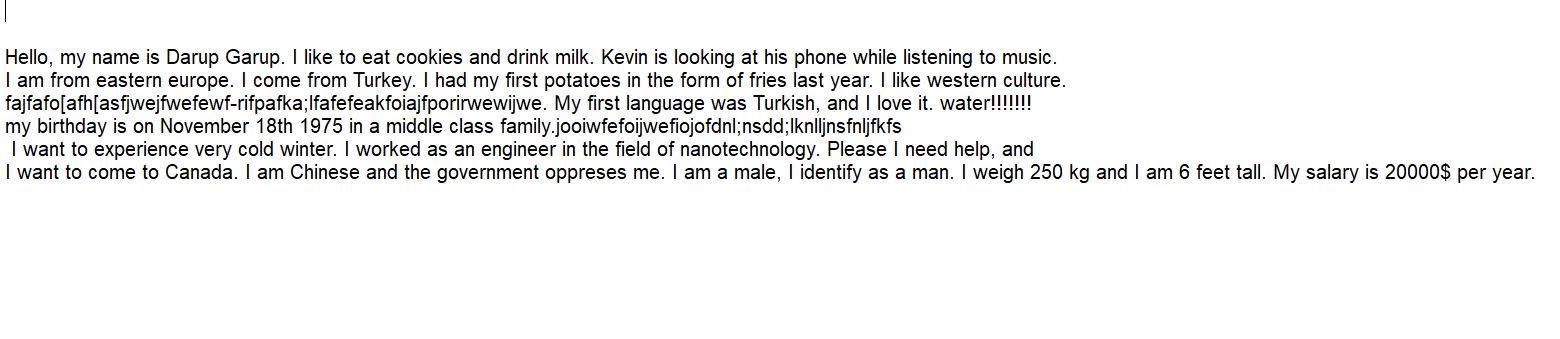 Hello, my name is Darup Garup. I like to eat cookies and drink milk. Kevin is looking at his phone while listening to music.
I am from eastern europe. I come from Turkey. I had my first potatoes in the form of fries last year. I like western culture.
fajfafo[afh[asfjwejfwefewf-rifpafka;lfafefeakfoiajfporirwewijwe. My first language was Turkish, and I love it. water!!!!!!!
my birthday is on November 18th 1975 in a middle class family.jooiwfefoijwefiojofdnl;nsdd;lknlljnsfnljfkfs
I want to experience very cold winter. I worked as an engineer in the field of nanotechnology. Please I need help, and
I want to come to Canada. I am Chinese and the government oppreses me. I am a male, I identify as a man. I weigh 250 kg and I am 6 feet tall. My salary is 20000$ per year.